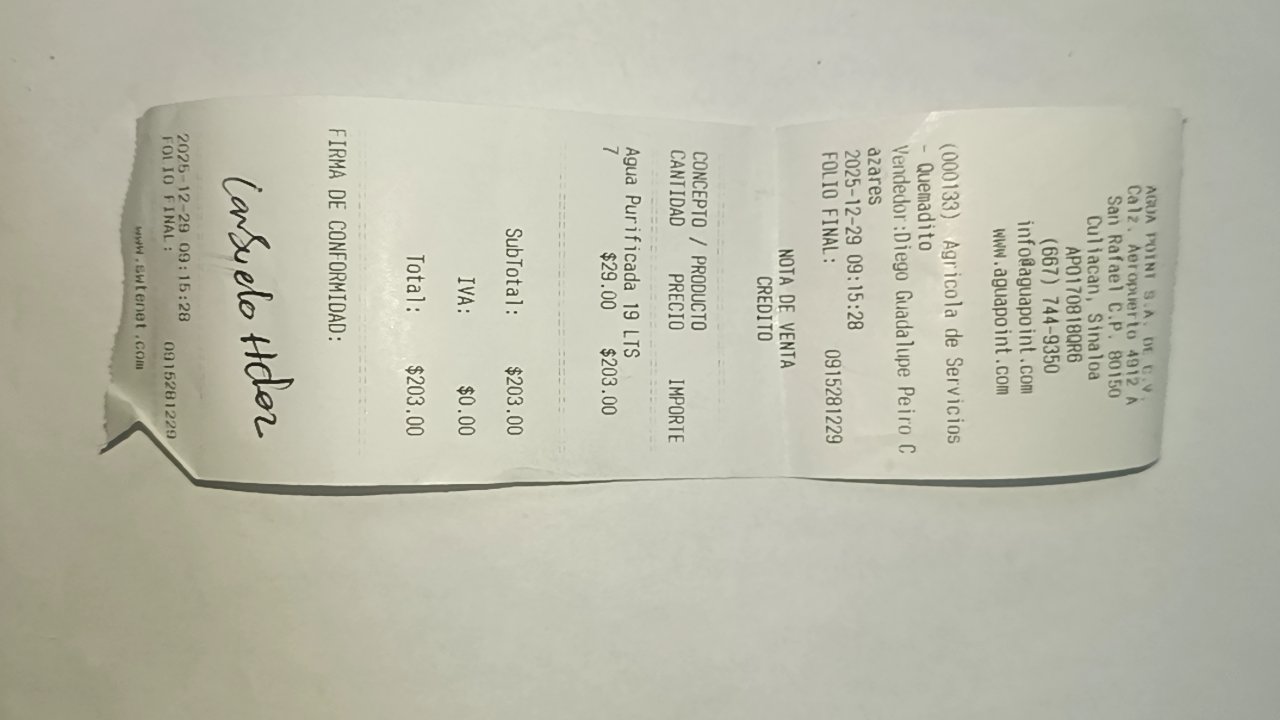 AGUA POINT S.A. DE C.V.
Calz. Aeropuerto 4912 A
San Rafael C.P. 80150
Culiacan, Sinaloa
APO170818QR6
(667) 744-9350
info@aguapoint.com
www.aguapoint.com
(000133) Agricola de Servicios
- Quemadito
Vendedor:Diego Guadalupe Peiro C
azares
2025-12-29 09:15:28
FOLIO FINAL: 0915281229
NOTA DE VENTA
CREDITO
CONCEPTO / PRODUCTO
CANTIDAD PRECIO IMPORTE
Agua Purificada 19 LTS
7 $29.00 $203.00
SubTotal: $203.00
IVA: $0.00
Total: $203.00
FIRMA DE CONFORMIDAD:
Consuelo Hdez
2025-12-29 09:15:28
FOLIO FINAL: 0915281229
www.swtenet.com